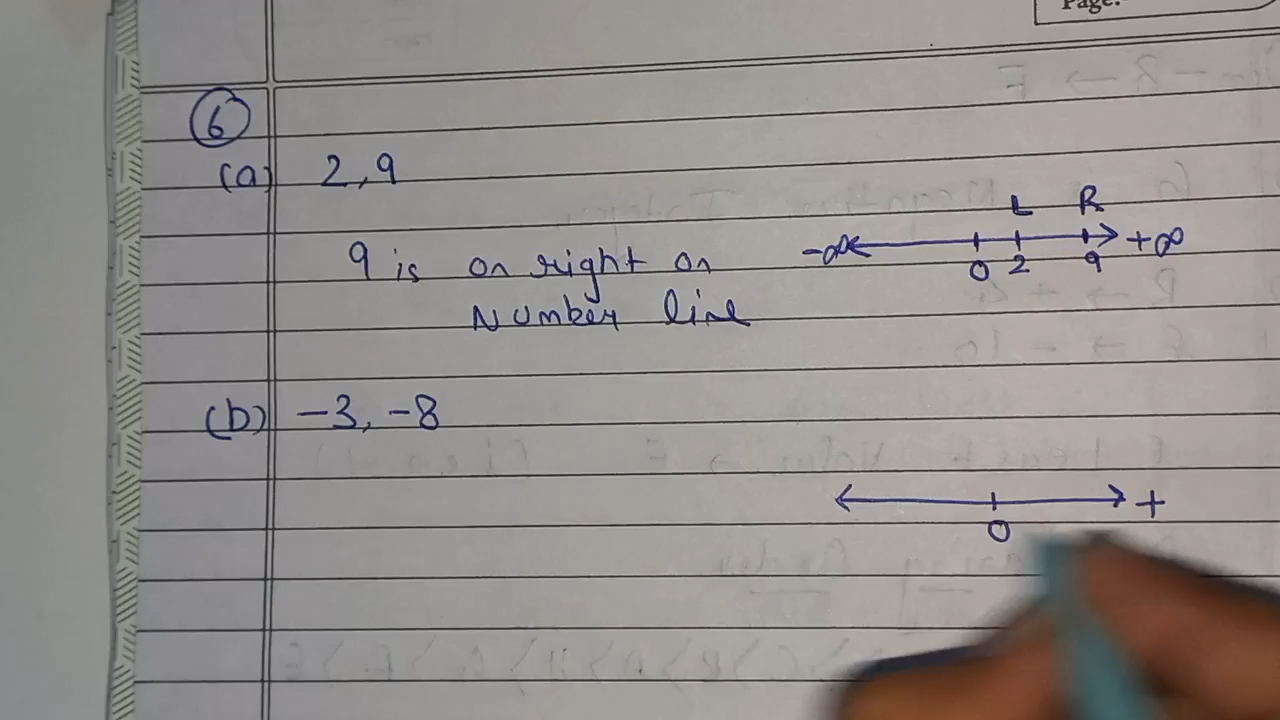 Page:
6
(a) 2,9
L R
9 is on right on -∞ +∞
0 2 9
Number line
(b) -3, -8
+
0